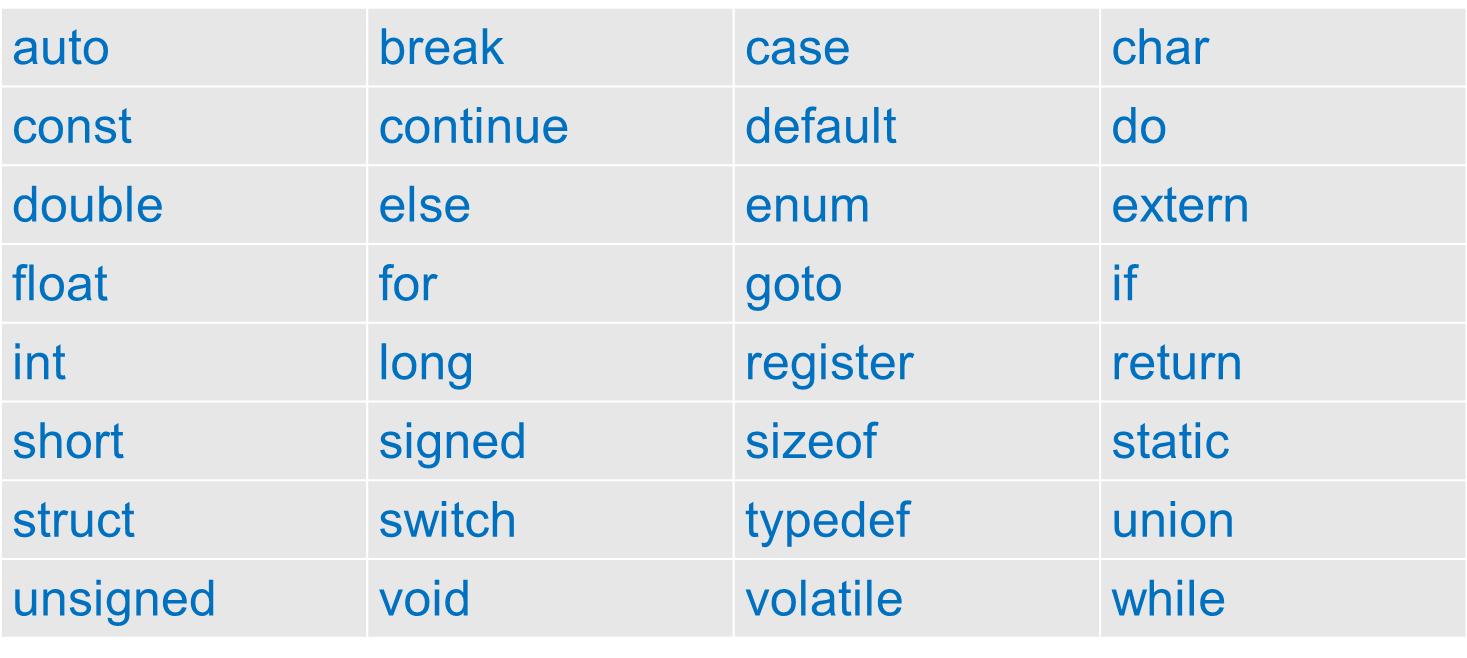 auto break case char
const continue default do
double else enum extern
float for goto if
int long register return
short signed sizeof static
struct switch typedef union
unsigned void volatile while